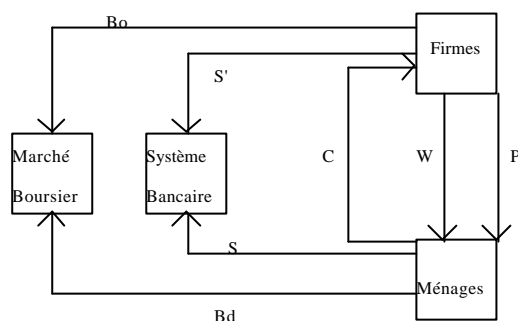 Bo
Firmes
S'
Marché
Boursier
Système
Bancaire
C
W
P
S
Ménages
Bd